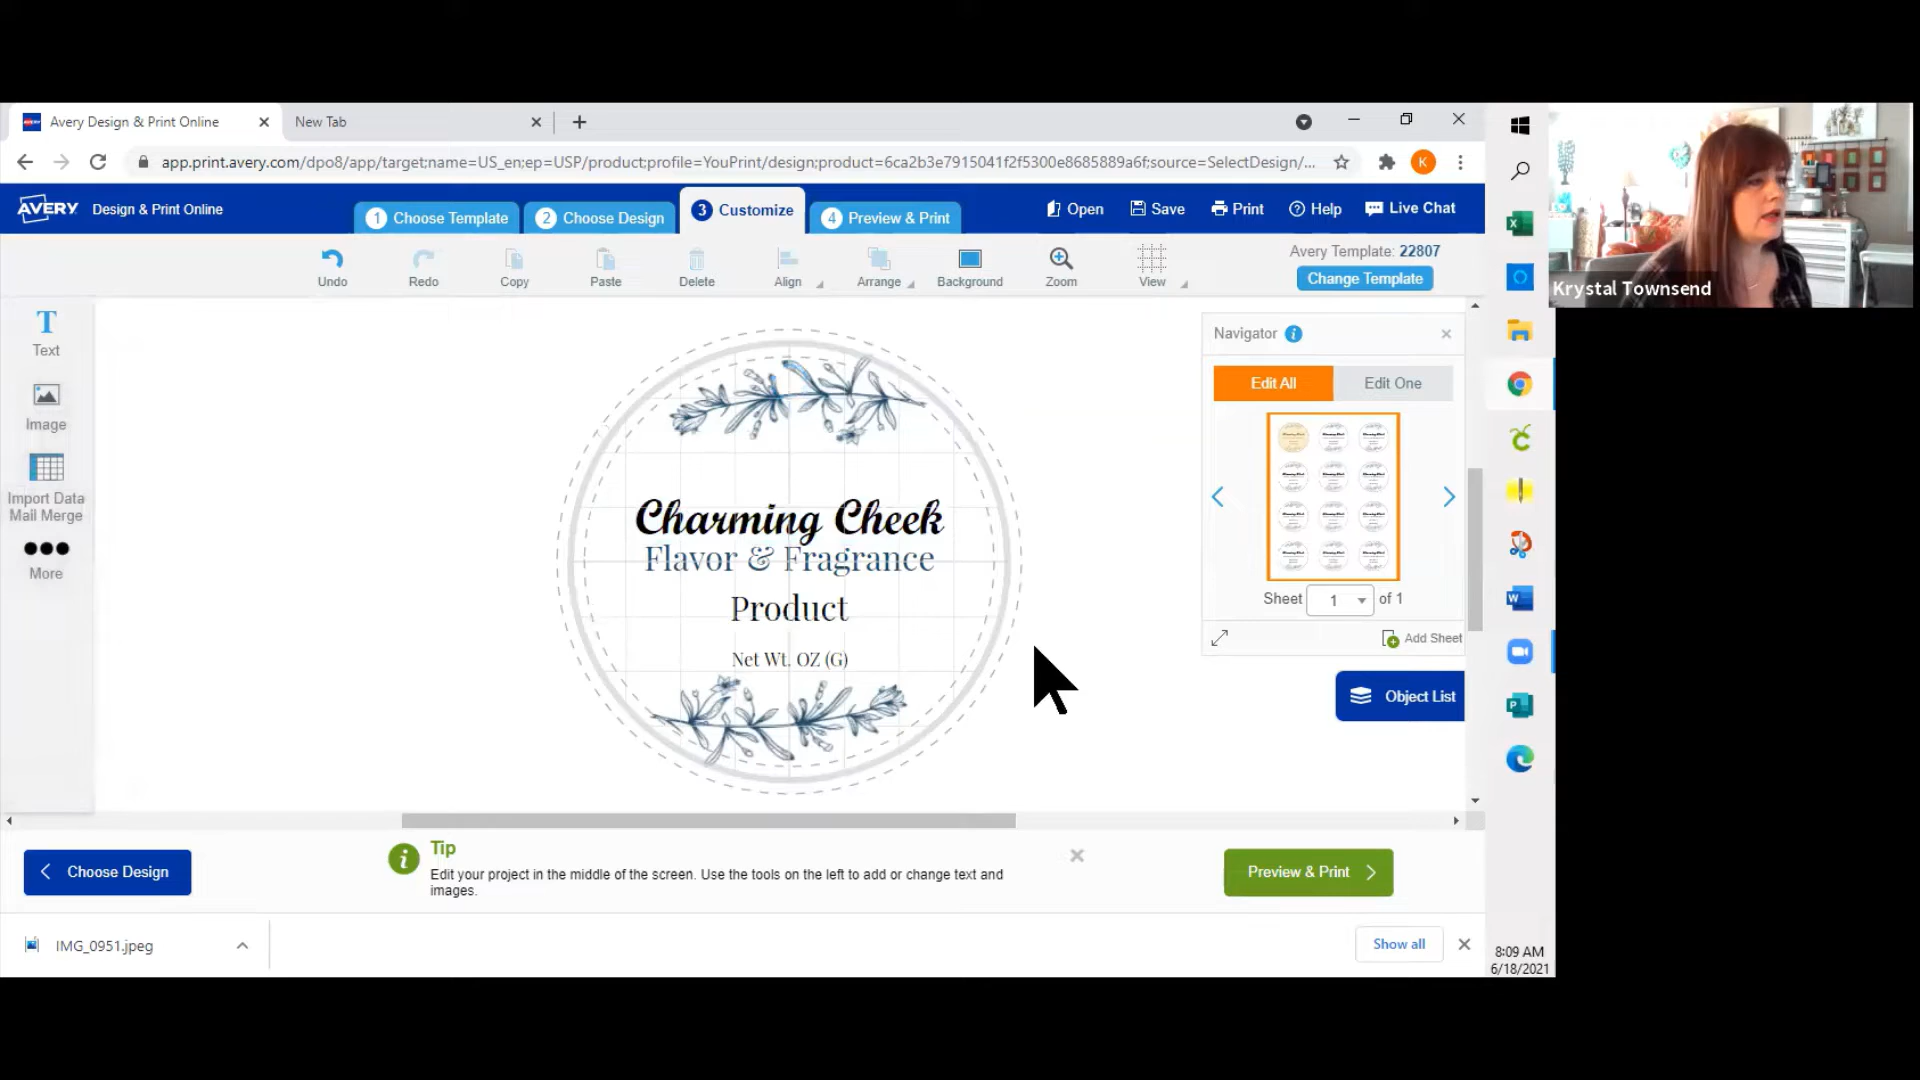 Avery Design & Print Online
New Tab
app.print.avery.com/dpo8/app/target;name=US_en;ep=USP/product;profile=YouPrint/design;product=6ca2b3e7915041f2f5300e8685889a6f;source=SelectDesign/...
K
AVERY Design & Print Online
1 Choose Template
2 Choose Design
3 Customize
4 Preview & Print
Open
Save
Print
Help
Live Chat
Undo
Redo
Copy
Paste
Delete
Align
Arrange
Background
Zoom
View
Avery Template: 22807
Change Template
Krystal Townsend
T
Text
Image
Import Data
Mail Merge
More
Charming Cheek
Flavor & Fragrance
Product
Net Wt. OZ (G)
Navigator
Edit All
Edit One
Sheet 1 of 1
Add Sheet
Object List
Choose Design
Tip
Edit your project in the middle of the screen. Use the tools on the left to add or change text and
images.
Preview & Print
IMG_0951.jpeg
Show all
8:09 AM
6/18/2021